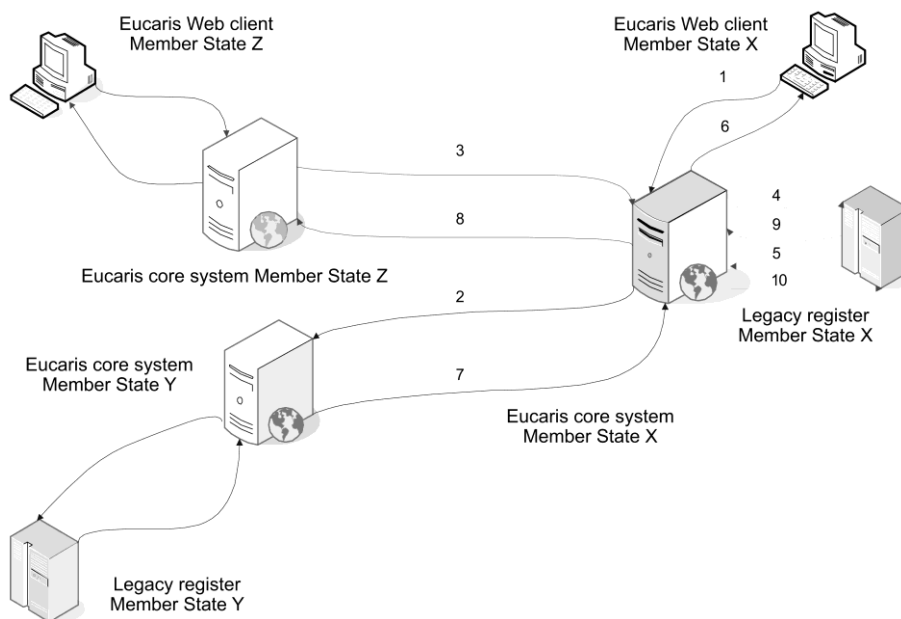 Eucaris Web client
Member State Z
Eucaris Web client
Member State X
1
6
3
4
8
9
5
10
Eucaris core system Member State Z
2
Legacy register
Member State X
Eucaris core system
Member State Y
7
Eucaris core system
Member State X
Legacy register
Member State Y